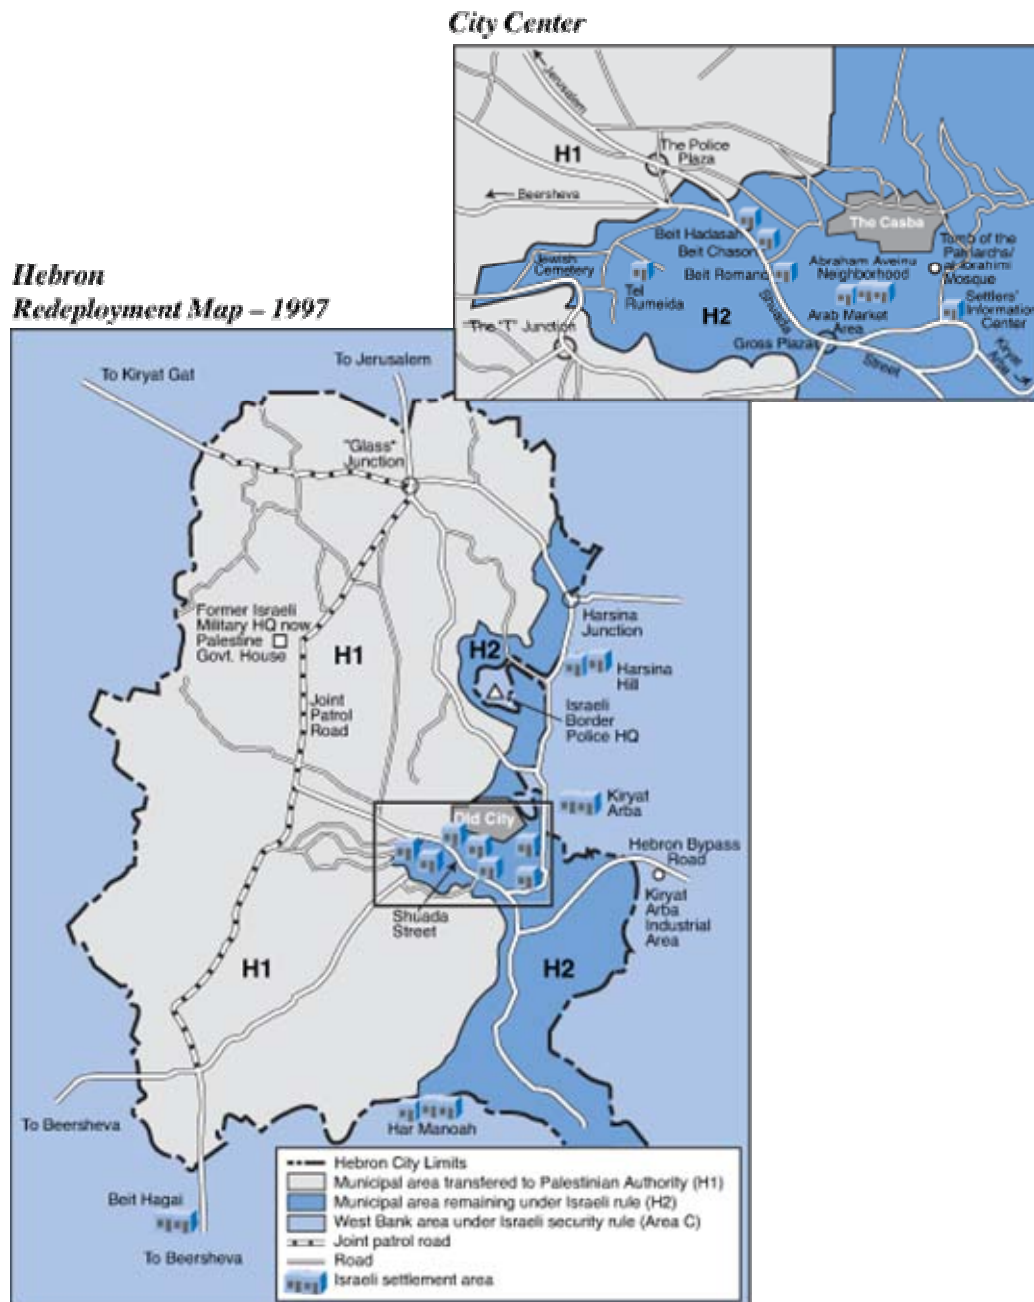 City Center
Jerusalem
H1
The Police
Plaza
Beersheva
The Casba
Beit Hadasah
Beit Chason
Tomb of the
Patriarchs/
al-Ibrahimi
Mosque
Jewish
Cemetery
Beit Romano
Abraham Aveinu
Neighborhood
Tel
Rumeida
Shuada
Street
Settlers'
Information
Center
H2
Arab Market
Area
"The "T" Junction
Gross Plaza
Kiryat
Arba
Hebron
Redeployment Map – 1997
To Jerusalem
To Kiryat Gat
"Glass"
Junction
Former Israeli
Military HQ now
Palestine
Govt. House
H1
H2
Harsina
Junction
Harsina
Hill
Joint
Patrol
Road
Israeli
Border
Police HQ
Kiryat
Arba
Old City
Hebron Bypass
Road
Kiryat
Arba
Industrial
Area
Shuada
Street
H1
H2
To Beersheva
Har Manoah
Beit Hagai
To Beersheva
Hebron City Limits
Municipal area transferred to Palestinian Authority (H1)
Municipal area remaining under Israeli rule (H2)
West Bank area under Israeli security rule (Area C)
Joint patrol road
Road
Israeli settlement area